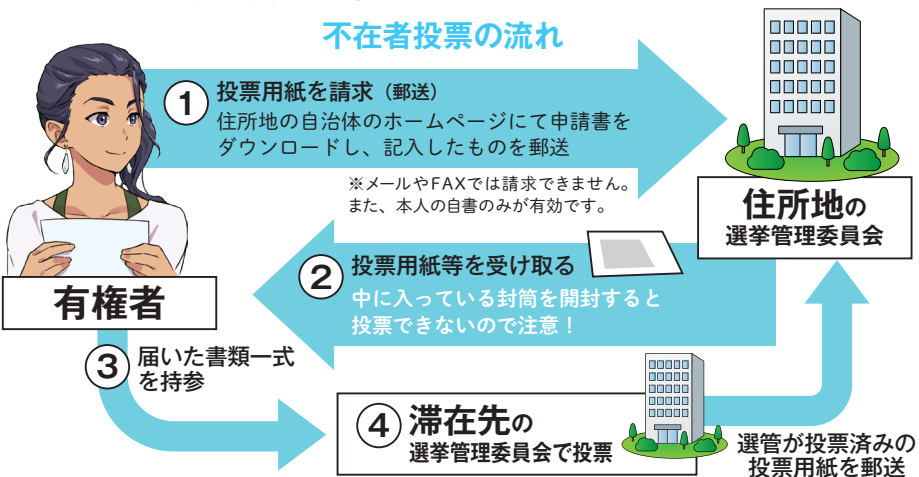 不在者投票の流れ
① 投票用紙を請求（郵送）
住所地の自治体のホームページにて申請書を
ダウンロードし、記入したものを郵送
※メールやFAXでは請求できません。
また、本人の自書のみが有効です。
住所地の
選挙管理委員会
② 投票用紙等を受け取る
中に入っている封筒を開封すると
投票できないので注意！
有権者
③ 届いた書類一式
を持参
④ 滞在先の
選挙管理委員会で投票
選管が投票済みの
投票用紙を郵送